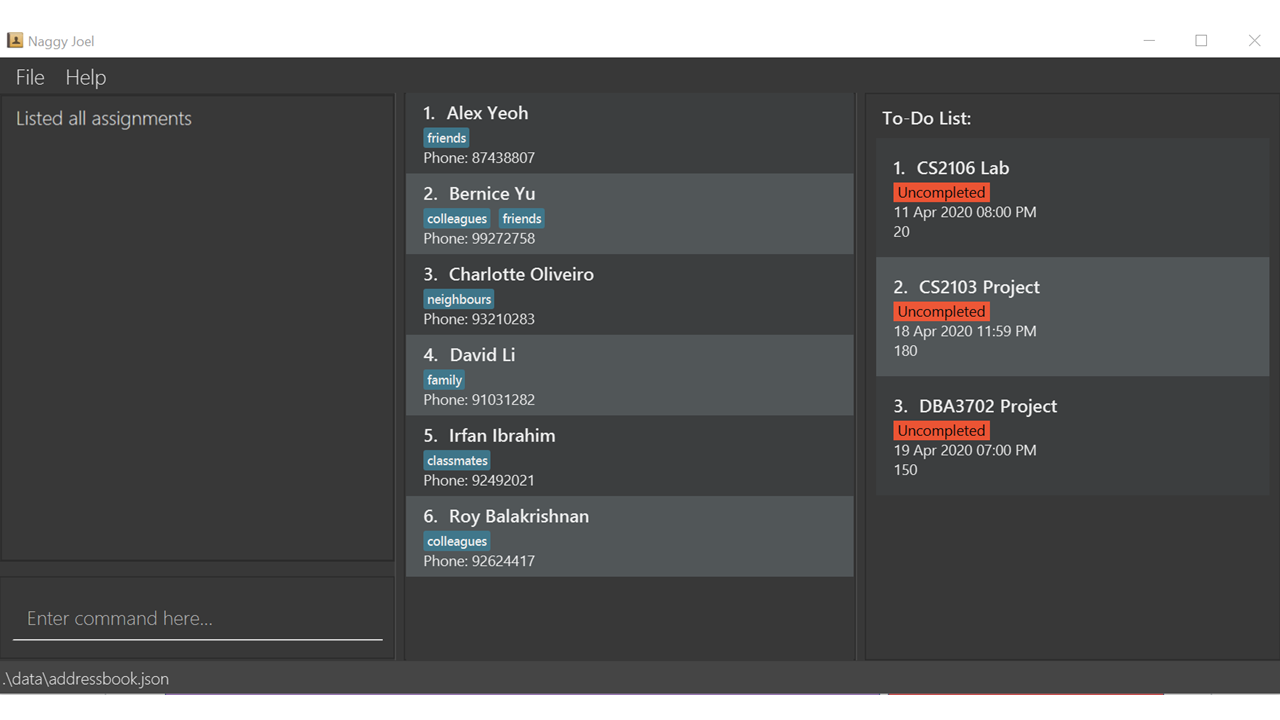 Naggy Joel
File Help
Listed all assignments
Enter command here...
1. Alex Yeoh
friends
Phone: 87438807
2. Bernice Yu
colleagues friends
Phone: 99272758
3. Charlotte Oliveiro
neighbours
Phone: 93210283
4. David Li
family
Phone: 91031282
5. Irfan Ibrahim
classmates
Phone: 92492021
6. Roy Balakrishnan
colleagues
Phone: 92624417
To-Do List:
1. CS2106 Lab
Uncompleted
11 Apr 2020 08:00 PM
20
2. CS2103 Project
Uncompleted
18 Apr 2020 11:59 PM
180
3. DBA3702 Project
Uncompleted
19 Apr 2020 07:00 PM
150
.\data\addressbook.json